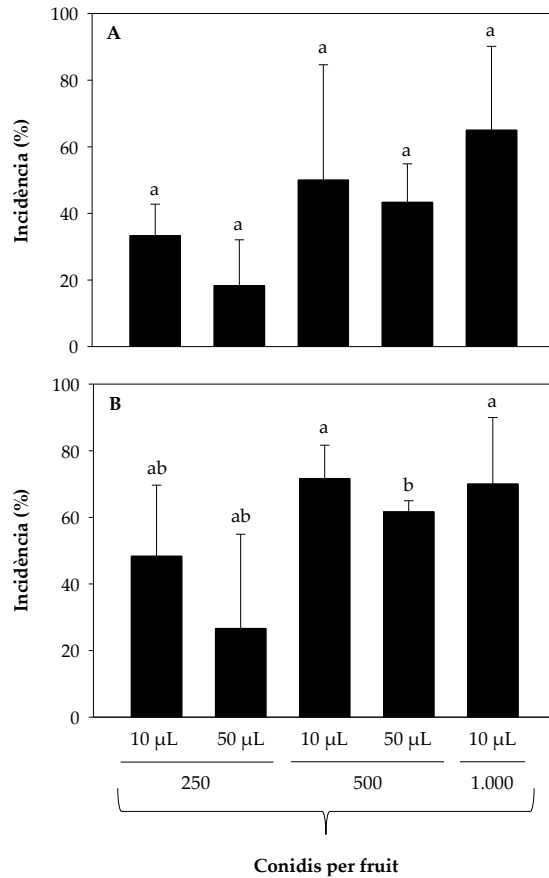 A
100
80
60
40
20
0
Incidència (%)
a a a a a
B
100
80
60
40
20
0
Incidència (%)
ab ab a b a
10 µL 50 µL 10 µL 50 µL 10 µL
250 500 1.000
Conidis per fruit